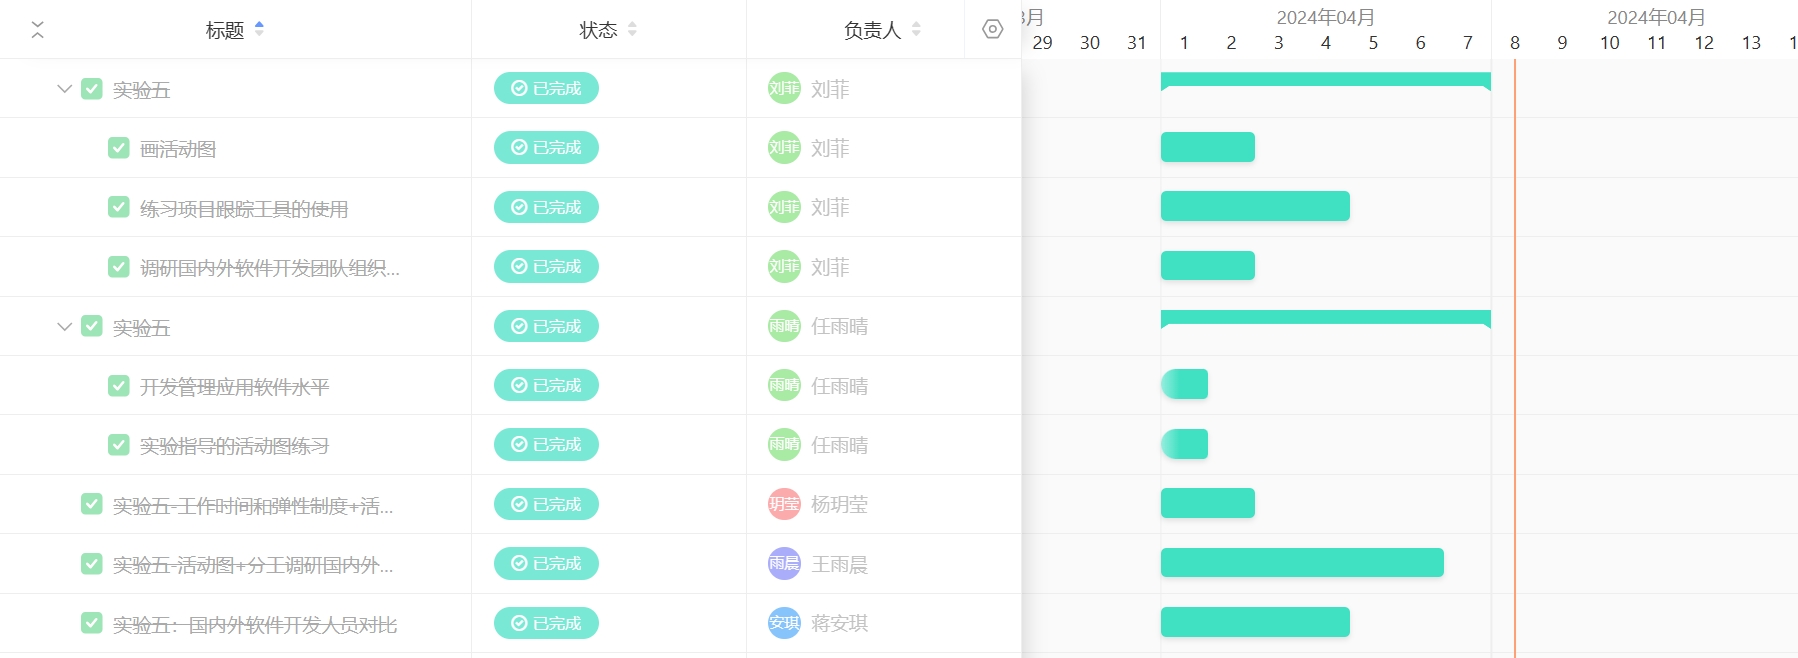 标题 状态 负责人 3月 2024年04月 2024年04月
29 30 31 1 2 3 4 5 6 7 8 9 10 11 12 13 1
实验五 已完成 刘菲 刘菲
画活动图 已完成 刘菲 刘菲
练习项目跟踪工具的使用 已完成 刘菲 刘菲
调研国内外软件开发团队组织... 已完成 刘菲 刘菲
实验五 已完成 雨晴 任雨晴
开发管理应用软件水平 已完成 雨晴 任雨晴
实验指导的活动图练习 已完成 雨晴 任雨晴
实验五-工作时间和弹性制度+活... 已完成 玥莹 杨玥莹
实验五-活动图+分工调研国内外... 已完成 雨晨 王雨晨
实验五：国内外软件开发人员对比 已完成 安琪 蒋安琪